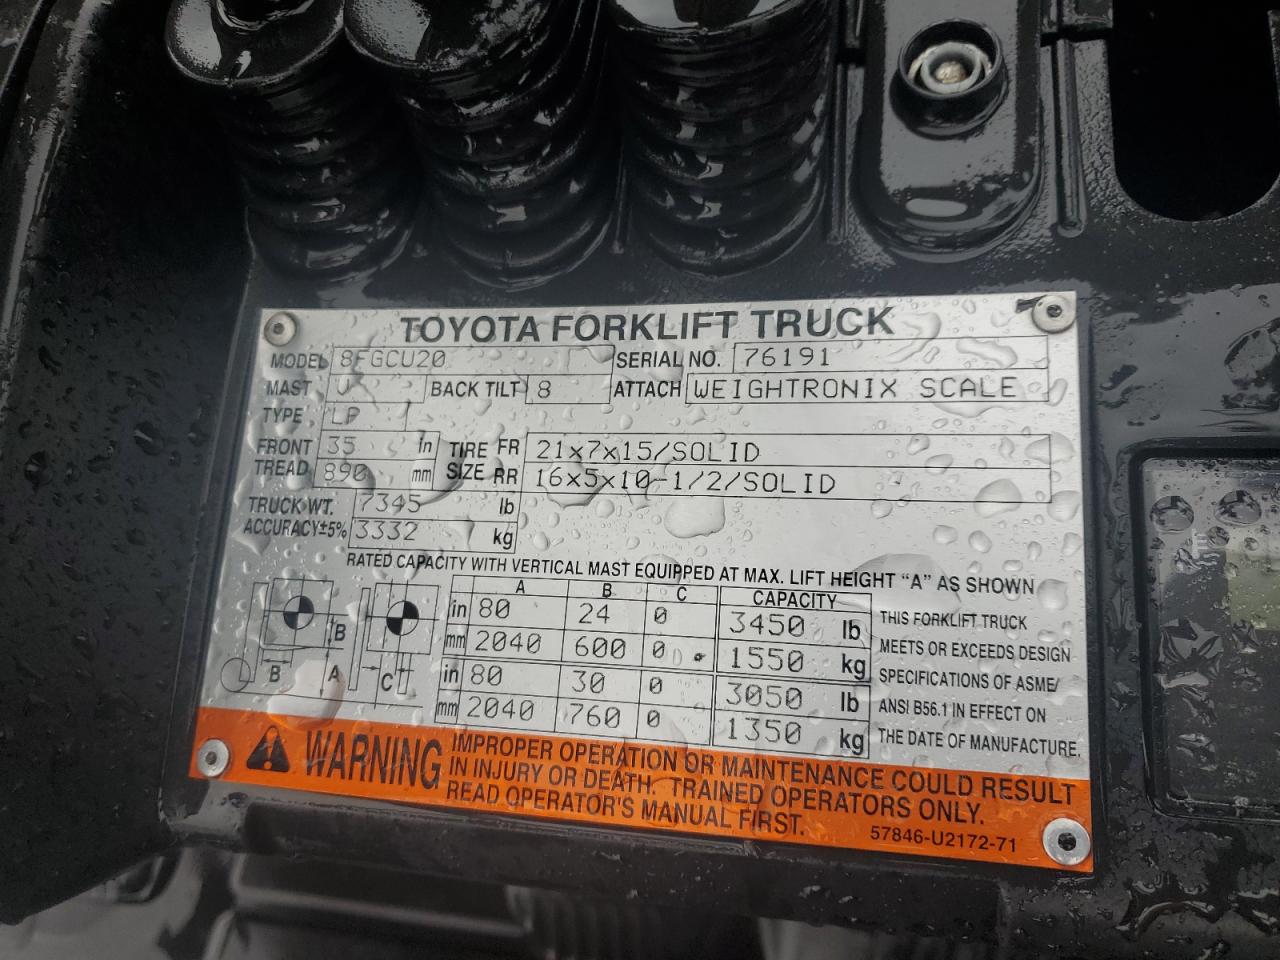 TOYOTA FORKLIFT TRUCK
MODEL 8FGCU20 SERIAL NO. 76191
MAST V BACK TILT 8 ATTACH WEIGHTRONIX SCALE
TYPE LP
FRONT TREAD 35 in 890 mm
TIRE SIZE FR 21x7x15/SOLID
RR 16x5x10-1/2/SOLID
TRUCK WT. 7345 lb
ACCURACY±5% 3332 kg
RATED CAPACITY WITH VERTICAL MAST EQUIPPED AT MAX. LIFT HEIGHT "A" AS SHOWN
A B C CAPACITY
in 80 24 0 3450 lb
mm 2040 600 0 1550 kg
in 80 30 0 3050 lb
mm 2040 760 0 1350 kg
B
B A C
THIS FORKLIFT TRUCK
MEETS OR EXCEEDS DESIGN
SPECIFICATIONS OF ASME/
ANSI B56.1 IN EFFECT ON
THE DATE OF MANUFACTURE.
WARNING
IMPROPER OPERATION OR MAINTENANCE COULD RESULT
IN INJURY OR DEATH. TRAINED OPERATORS ONLY.
READ OPERATOR'S MANUAL FIRST.
57846-U2172-71